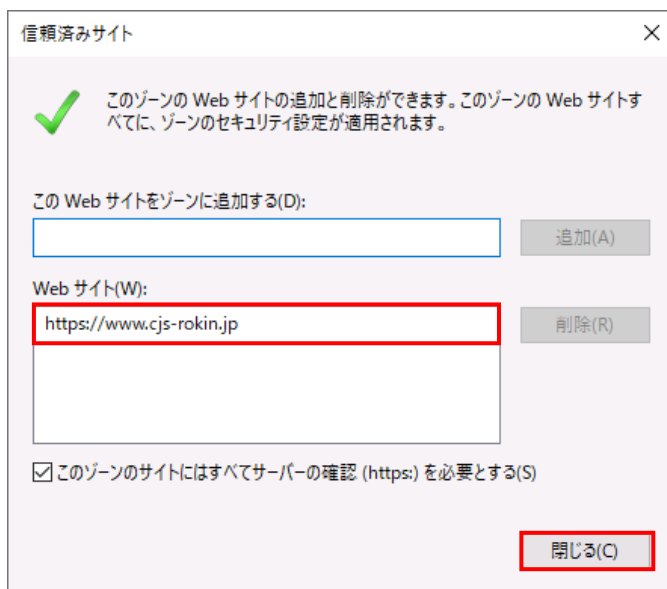 信頼済みサイト
このゾーンの Web サイトの追加と削除ができます。このゾーンの Web サイトす
べてに、ゾーンのセキュリティ設定が適用されます。
この Web サイトをゾーンに追加する(D):
追加(A)
Web サイト(W):
https://www.cjs-rokin.jp
削除(R)
このゾーンのサイトにはすべてサーバーの確認 (https:) を必要とする(S)
閉じる(C)